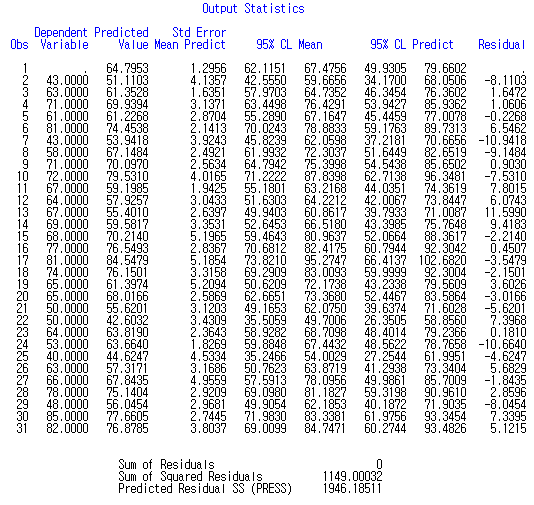 Output Statistics
Dependent Predicted Std Error
Obs Variable Value Mean Predict 95% CL Mean 95% CL Predict Residual
1 . 64.7953 1.2956 62.1151 67.4756 49.9305 79.6602 .
2 43.0000 51.1103 4.1357 42.5550 59.6656 34.1700 68.0506 -8.1103
3 63.0000 61.3528 1.6351 57.9703 64.7352 46.3454 76.3602 1.6472
4 71.0000 69.9394 3.1371 63.4498 76.4291 53.9427 85.9362 1.0606
5 61.0000 61.2268 2.8704 55.2890 67.1647 45.4459 77.0078 -0.2268
6 81.0000 74.4538 2.1413 70.0243 78.8833 59.1763 89.7313 6.5462
7 43.0000 53.9418 3.9243 45.8239 62.0598 37.2181 70.6656 -10.9418
8 58.0000 67.1484 2.4921 61.9932 72.3037 51.6449 82.6519 -9.1484
9 71.0000 70.0970 2.5634 64.7942 75.3998 54.5438 85.6502 0.9030
10 72.0000 79.5310 4.0165 71.2222 87.8398 62.7138 96.3481 -7.5310
11 67.0000 59.1985 1.9425 55.1801 63.2168 44.0351 74.3619 7.8015
12 64.0000 57.9257 3.0433 51.6303 64.2212 42.0067 73.8447 6.0743
13 67.0000 55.4010 2.6397 49.9403 60.8617 39.7933 71.0087 11.5990
14 69.0000 59.5817 3.3531 52.6453 66.5180 43.3985 75.7648 9.4183
15 68.0000 70.2140 5.1965 59.4643 80.9637 52.0664 88.3617 -2.2140
16 77.0000 76.5493 2.8367 70.6812 82.4175 60.7944 92.3042 0.4507
17 81.0000 84.5479 5.1854 73.8210 95.2747 66.4137 102.6820 -3.5479
18 74.0000 76.1501 3.3158 69.2909 83.0093 59.9999 92.3004 -2.1501
19 65.0000 61.3974 5.2094 50.6209 72.1738 43.2338 79.5609 3.6026
20 65.0000 68.0166 2.5869 62.6651 73.3680 52.4467 83.5864 -3.0166
21 50.0000 55.6201 3.1203 49.1653 62.0750 39.6374 71.6028 -5.6201
22 50.0000 42.6032 3.4309 35.5059 49.7006 26.3505 58.8560 7.3968
23 64.0000 63.8190 2.3643 58.9282 68.7098 48.4014 79.2366 0.1810
24 53.0000 63.6640 1.8269 59.8848 67.4432 48.5622 78.7658 -10.6640
25 40.0000 44.6247 4.5334 35.2466 54.0029 27.2544 61.9951 -4.6247
26 63.0000 57.3171 3.1686 50.7623 63.8719 41.2938 73.3404 5.6829
27 66.0000 67.8435 4.9559 57.5913 78.0956 49.9861 85.7009 -1.8435
28 78.0000 75.1404 2.9209 69.0980 81.1827 59.3198 90.9610 2.8596
29 48.0000 56.0454 2.9681 49.9054 62.1853 40.1872 71.9035 -8.0454
30 85.0000 77.6605 2.7445 71.9830 83.3381 61.9756 93.3454 7.3395
31 82.0000 76.8785 3.8037 69.0099 84.7471 60.2744 93.4826 5.1215
Sum of Residuals 0
Sum of Squared Residuals 1149.00032
Predicted Residual SS (PRESS) 1946.18511